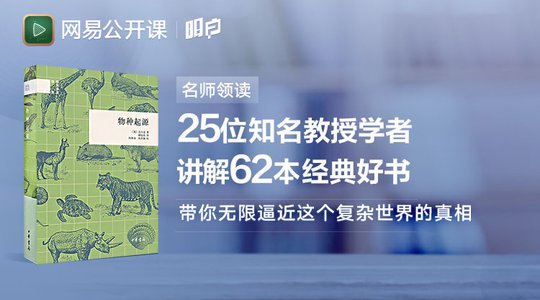 网易公开课
名师领读
25位知名教授学者
讲解62本经典好书
带你无限逼近这个复杂世界的真相
物种起源